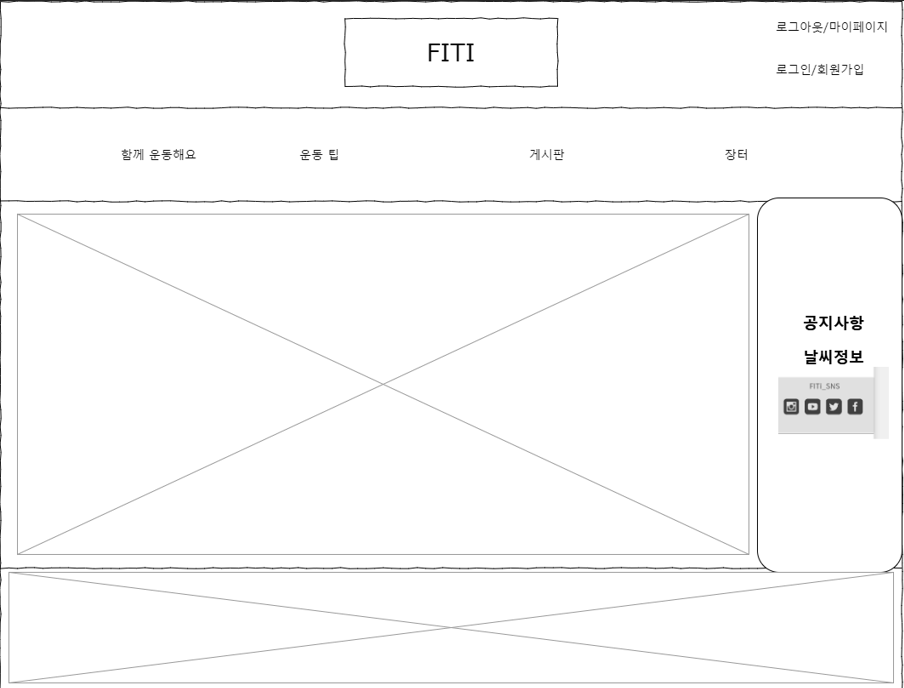 로그아웃/마이페이지
FITI
로그인/회원가입
함께 운동해요
운동 팁
게시판
장터
공지사항
날씨정보
FITI_SNS